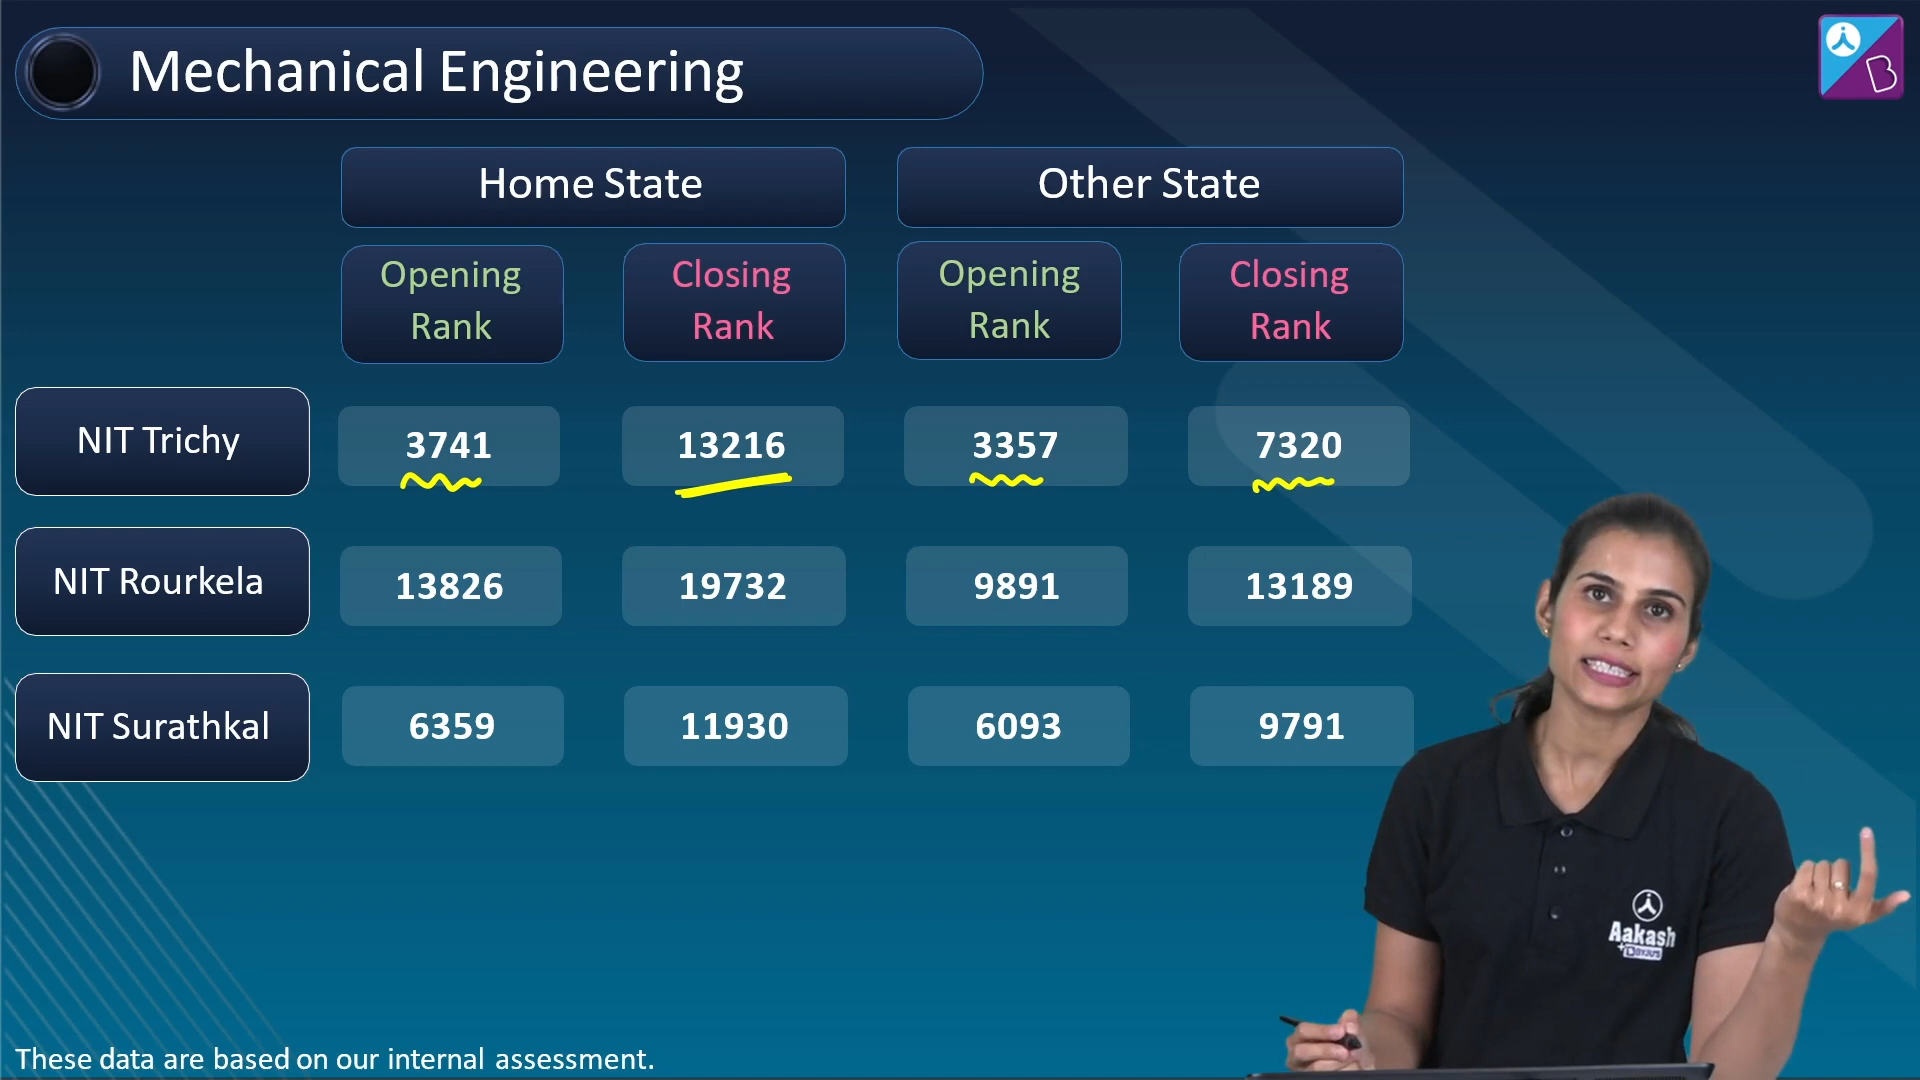 Mechanical Engineering
B
Home State
Other State
Opening
Rank
Closing
Rank
Opening
Rank
Closing
Rank
NIT Trichy
3741
13216
3357
7320
NIT Rourkela
13826
19732
9891
13189
NIT Surathkal
6359
11930
6093
9791
Aakash
These data are based on our internal assessment.